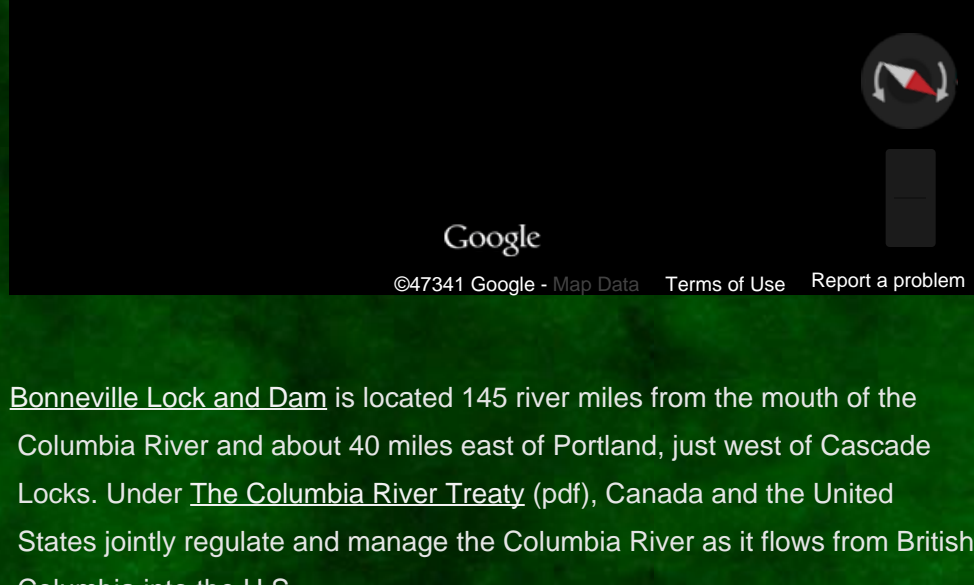 Google
©47341 Google - Map Data Terms of Use Report a problem
Bonneville Lock and Dam is located 145 river miles from the mouth of the
Columbia River and about 40 miles east of Portland, just west of Cascade
Locks. Under The Columbia River Treaty (pdf), Canada and the United
States jointly regulate and manage the Columbia River as it flows from British
Columbia into the U.S.